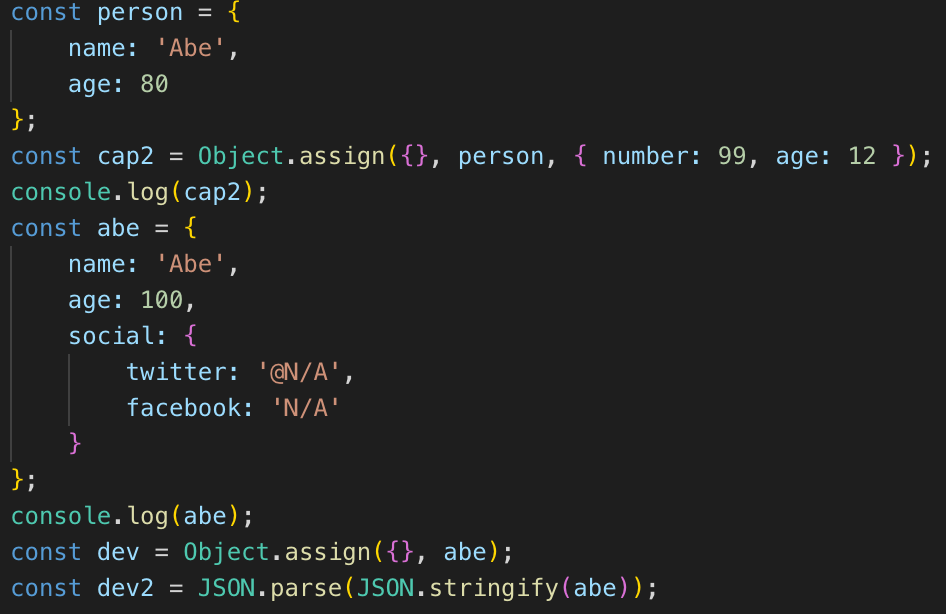 const person = {
    name: 'Abe',
    age: 80
};
const cap2 = Object.assign({}, person, { number: 99, age: 12 });
console.log(cap2);
const abe = {
    name: 'Abe',
    age: 100,
    social: {
        twitter: '@N/A',
        facebook: 'N/A'
    }
};
console.log(abe);
const dev = Object.assign({}, abe);
const dev2 = JSON.parse(JSON.stringify(abe));